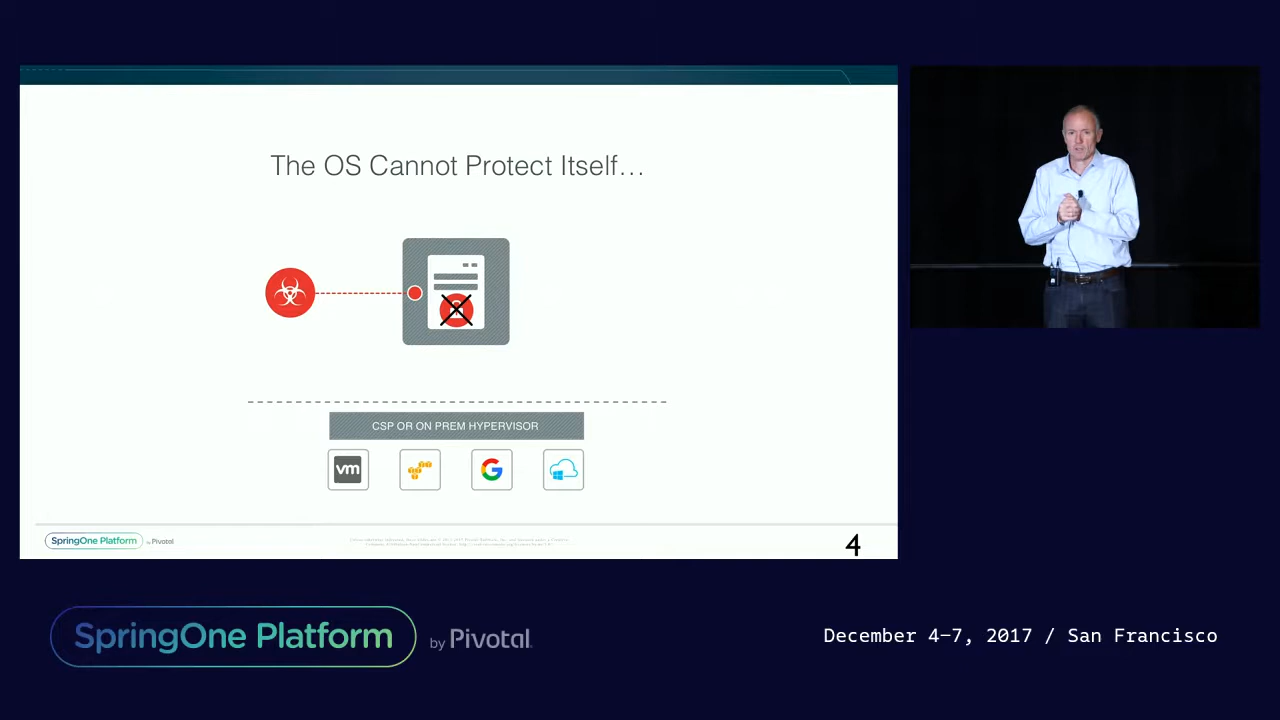 The OS Cannot Protect Itself…
CSP OR ON PREM HYPERVISOR
vm
SpringOne Platform
by Pivotal
4
SpringOne Platform
by Pivotal
December 4–7, 2017 / San Francisco